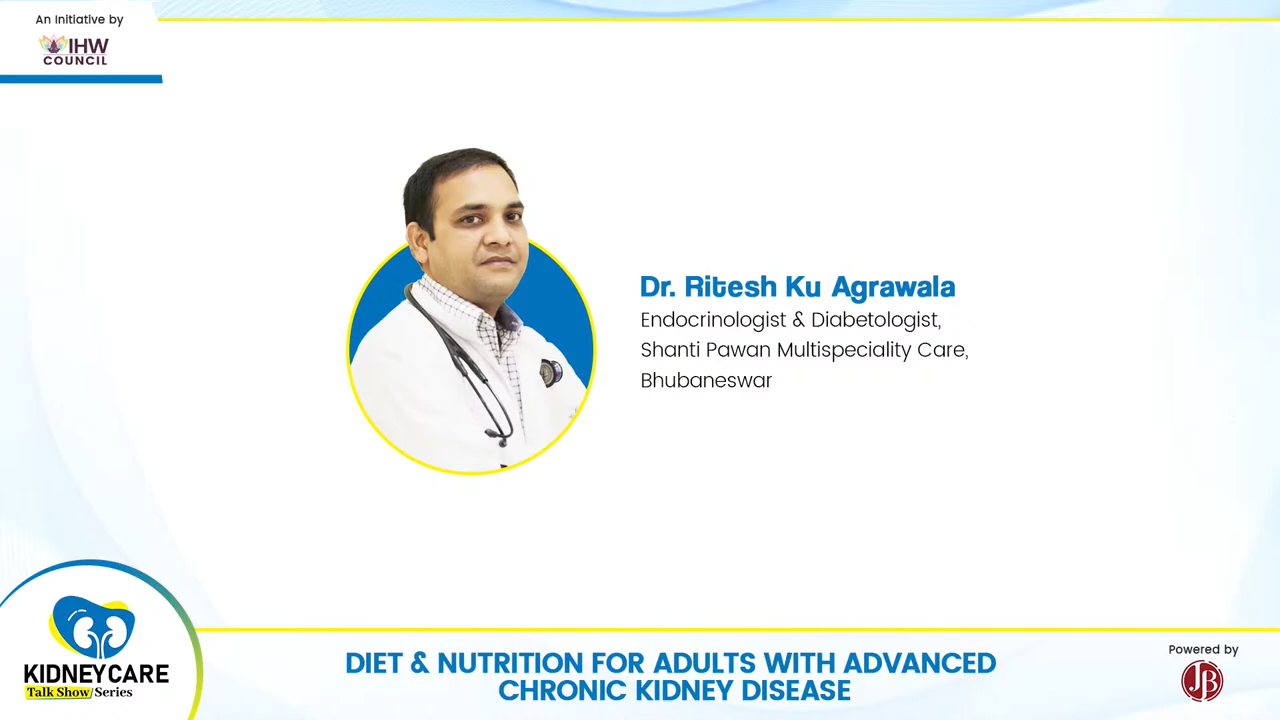 An Initiative by
IHW
COUNCIL
Dr. Ritesh Ku Agrawala
Endocrinologist & Diabetologist,
Shanti Pawan Multispeciality Care,
Bhubaneswar
KIDNEYCARE
Talk Show Series
DIET & NUTRITION FOR ADULTS WITH ADVANCED
CHRONIC KIDNEY DISEASE
Powered by
JB